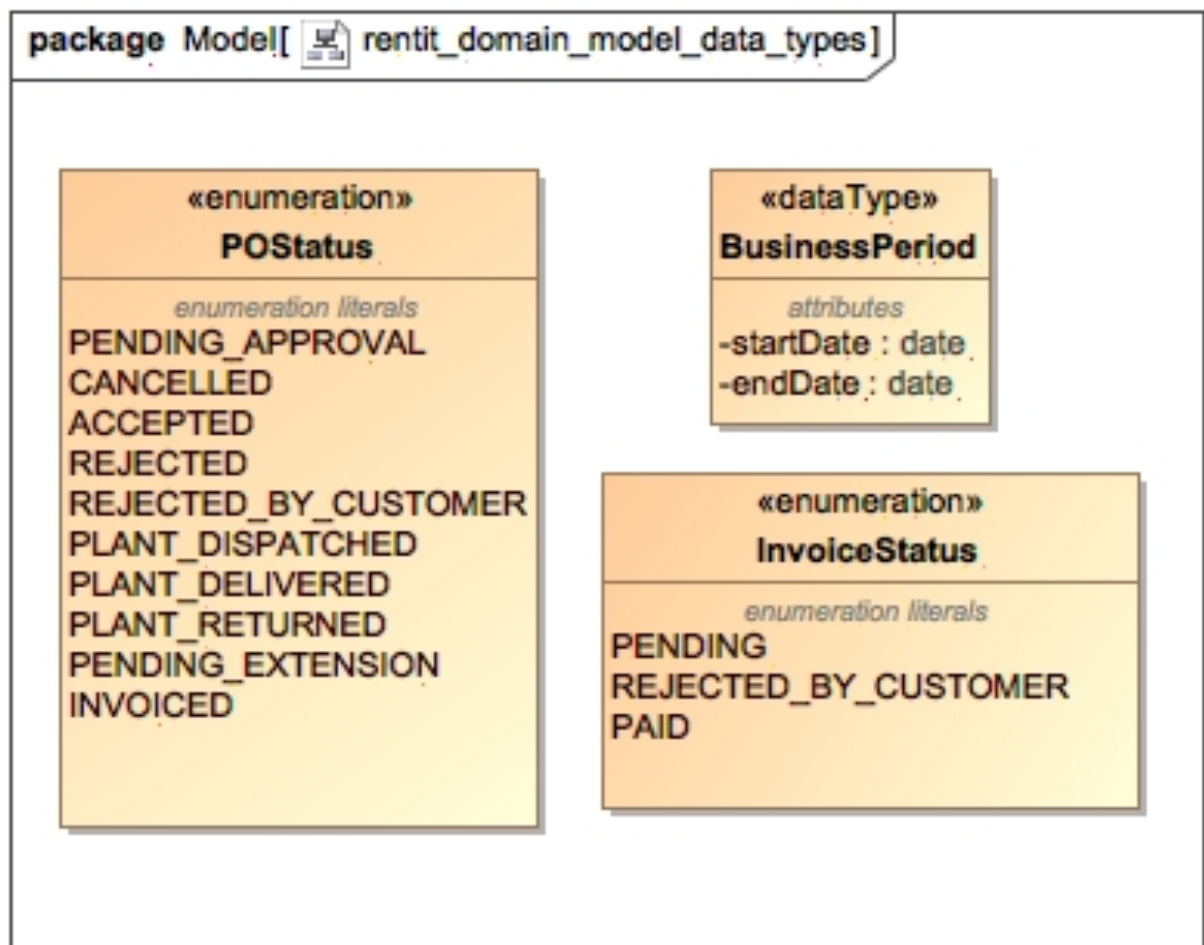 package Model[ rentit_domain_model_data_types]
«enumeration»
POStatus
enumeration literals
PENDING_APPROVAL
CANCELLED
ACCEPTED
REJECTED
REJECTED_BY_CUSTOMER
PLANT_DISPATCHED
PLANT_DELIVERED
PLANT_RETURNED
PENDING_EXTENSION
INVOICED
«dataType»
BusinessPeriod
attributes
-startDate : date
-endDate : date
«enumeration»
InvoiceStatus
enumeration literals
PENDING
REJECTED_BY_CUSTOMER
PAID